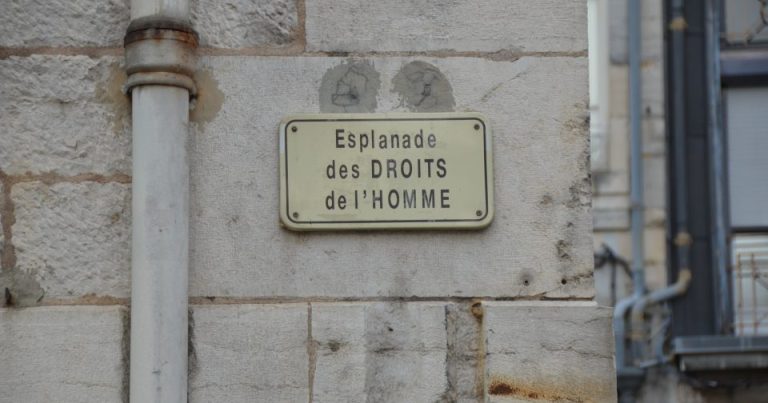 Esplanade
des DROITS
de l'HOMME